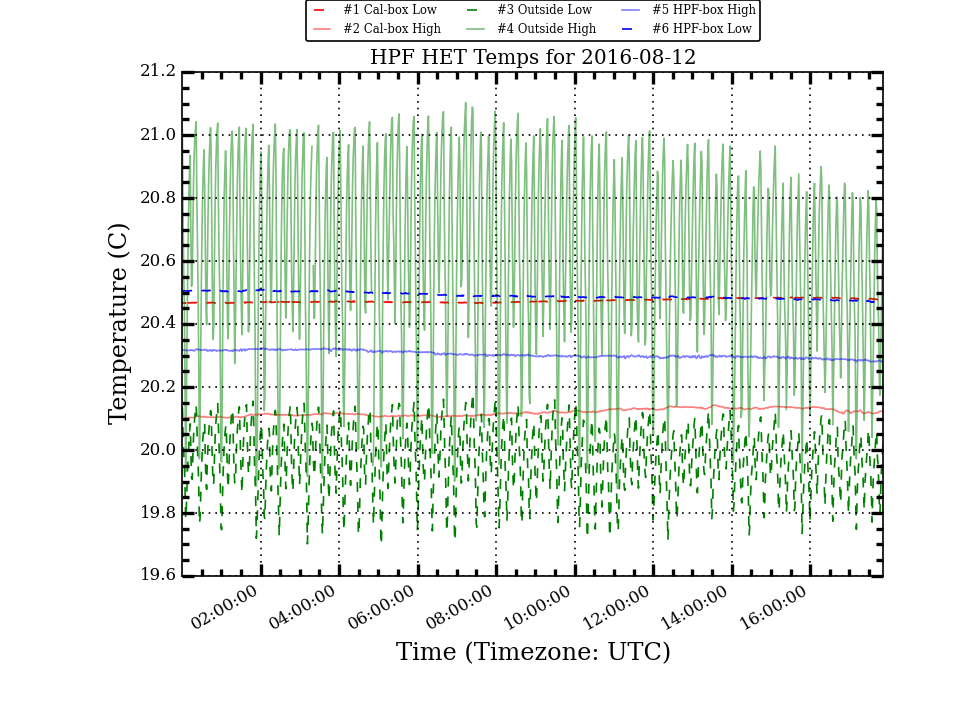 #1 Cal-box Low #3 Outside Low #5 HPF-box High
#2 Cal-box High #4 Outside High #6 HPF-box Low
HPF HET Temps for 2016-08-12
21.2
21.0
20.8
20.6
20.4
20.2
20.0
19.8
19.6
Temperature (C)
02:00:00 04:00:00 06:00:00 08:00:00 10:00:00 12:00:00 14:00:00 16:00:00
Time (Timezone: UTC)